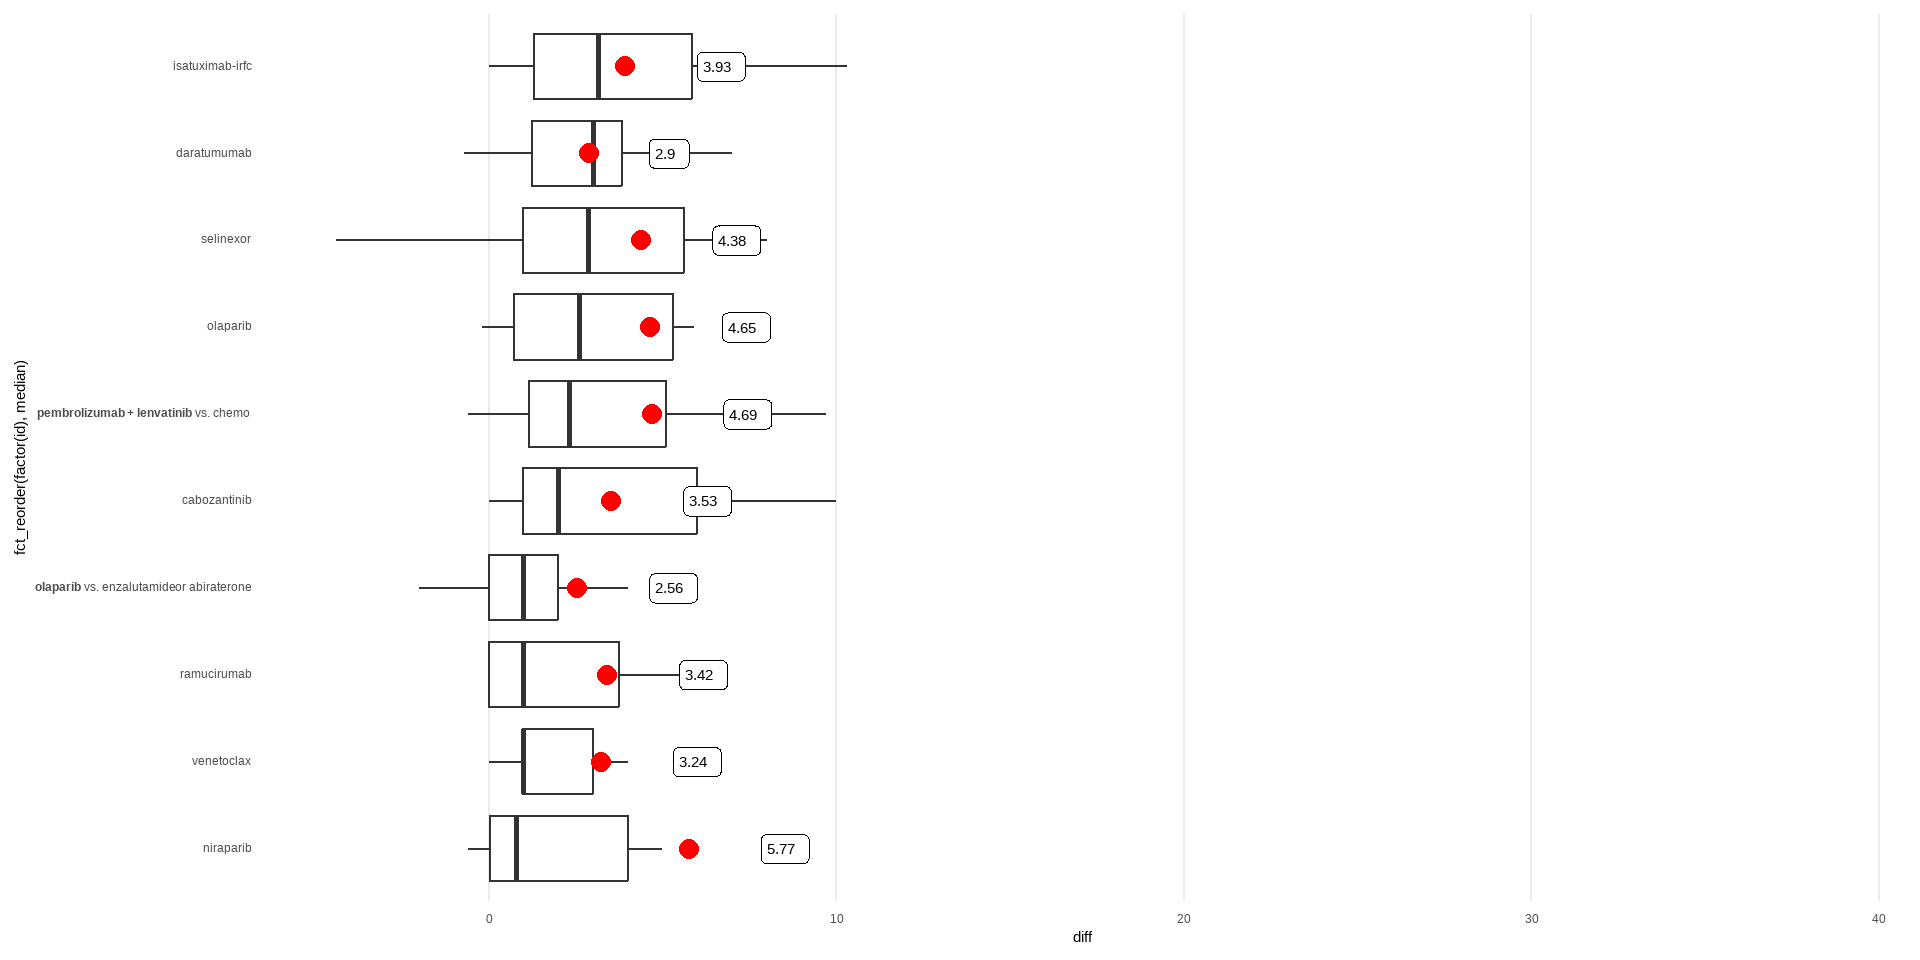 isatuximab-irfc
3.93
daratumumab
2.9
selinexor
4.38
olaparib
4.65
pembrolizumab + lenvatinib vs. chemo
4.69
cabozantinib
3.53
olaparib vs. enzalutamideor abiraterone
2.56
ramucirumab
3.42
venetoclax
3.24
niraparib
5.77
fct_reorder(factor(id), median)
0 10 20 30 40
diff